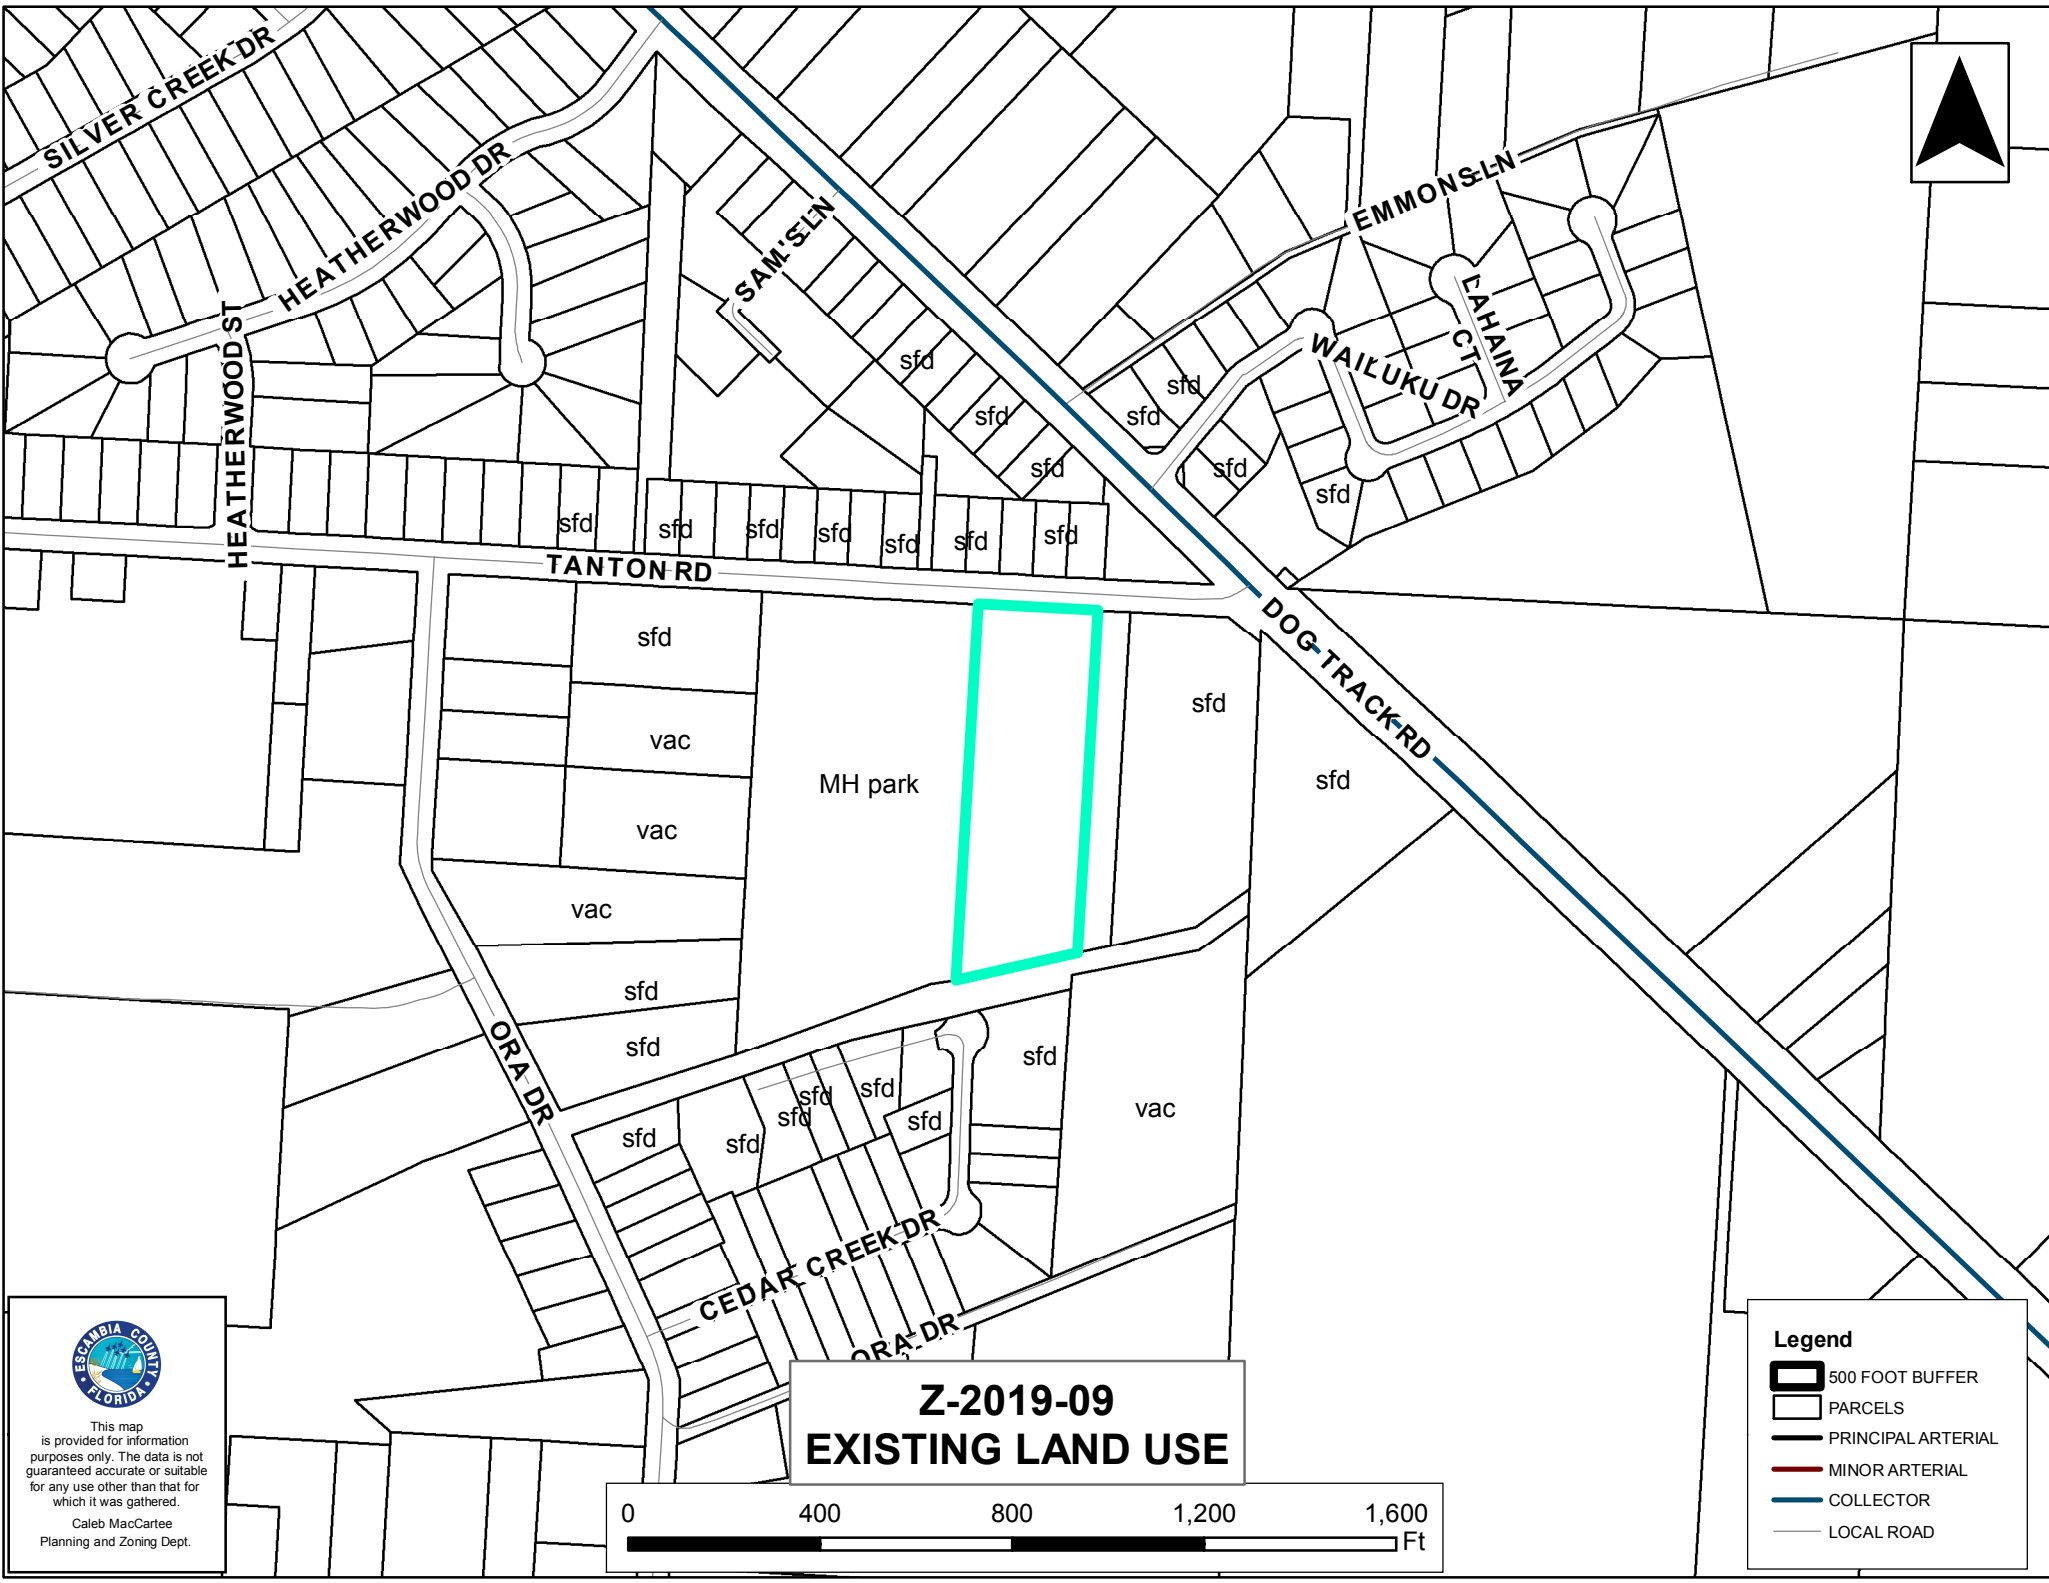 SILVER CREEK DR
HEATHERWOOD DR
HEATHERWOOD ST
SAM'S LN
EMMONS LN
LAHAINA
CT
WAILUKU DR
sfd
sfd
sfd
sfd
sfd
sfd
sfd
sfd
sfd
sfd
sfd
sfd
sfd
sfd
TANTON RD
DOG TRACK RD
sfd
vac
vac
vac
sfd
sfd
MH park
sfd
sfd
ORA DR
sfd
sfd
sfd
sfd
sfd
sfd
sfd
vac
CEDAR CREEK DR
ORA DR
ESCAMBIA COUNTY
FLORIDA
This map
is provided for information
purposes only. The data is not
guaranteed accurate or suitable
for any use other than that for
which it was gathered.
Caleb MacCartee
Planning and Zoning Dept.
Z-2019-09
EXISTING LAND USE
0 400 800 1,200 1,600
Ft
Legend
500 FOOT BUFFER
PARCELS
PRINCIPAL ARTERIAL
MINOR ARTERIAL
COLLECTOR
LOCAL ROAD